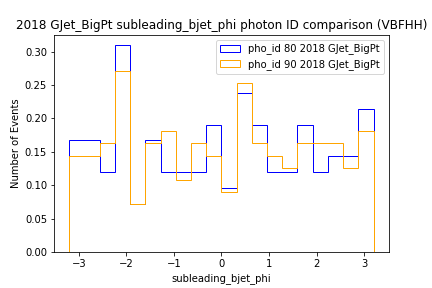 2018 GJet_BigPt subleading_bjet_phi photon ID comparison (VBFHH)
pho_id 80 2018 GJet_BigPt
pho_id 90 2018 GJet_BigPt
Number of Events
0.30
0.25
0.20
0.15
0.10
0.05
0.00
−3 −2 −1 0 1 2 3
subleading_bjet_phi